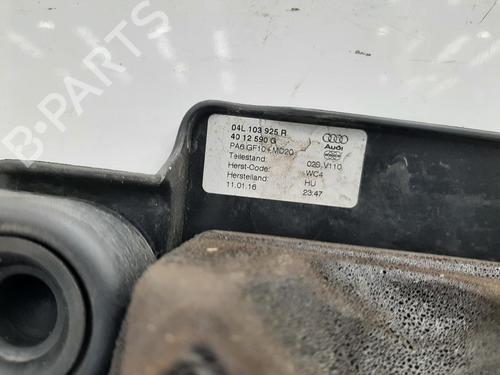 B-PARTS
04L 103 925 R
40 12 590 G
Audi
PA6 GF10+MD20
Teilestand: 02B.V110
Herst-Code: WC4
Herstelland: HU
11.01.16 23:47